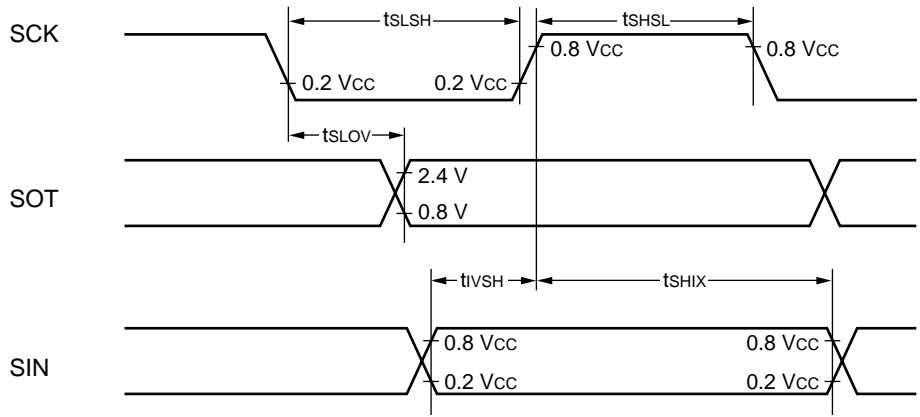 tSLSH tSHSL
SCK
0.8 VCC 0.8 VCC
0.2 VCC 0.2 VCC
tSLOV
2.4 V
SOT
0.8 V
tIVSH tSHIX
0.8 VCC 0.8 VCC
SIN
0.2 VCC 0.2 VCC